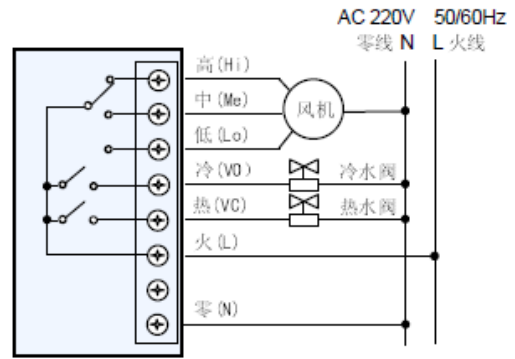 AC 220V 50/60Hz
零线 N L 火线
高(Hi)
中(Me)
风机
低(Lo)
冷(VO)
冷水阀
热(VC)
热水阀
火(L)
零(N)